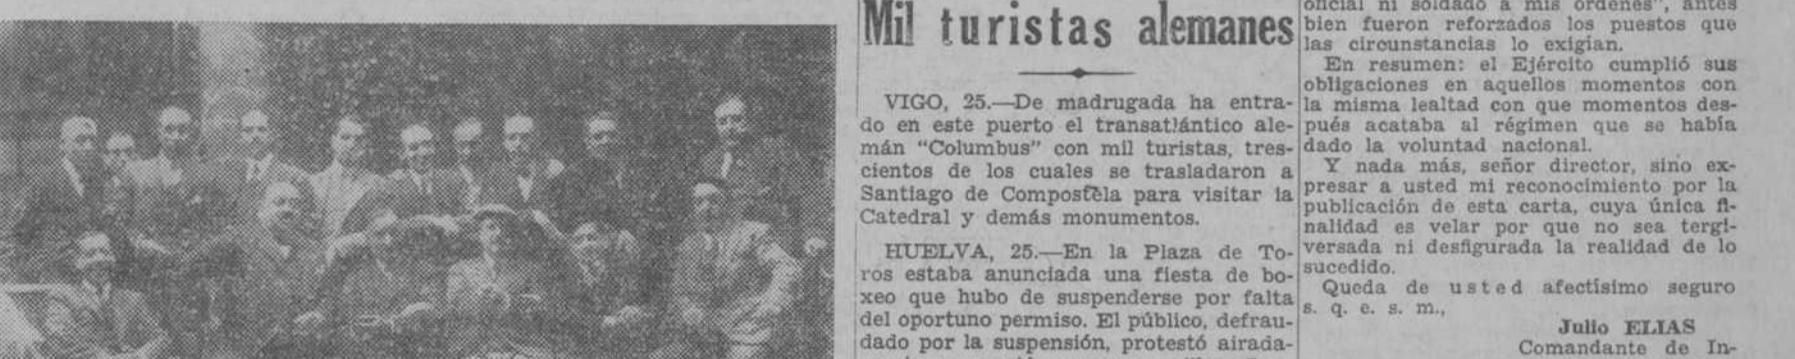 Mil turistas alemanes
VIGO, 25.—De madrugada ha entra-
do en este puerto el transatlántico ale-
mán "Columbus" con mil turistas, tres-
cientos de los cuales se trasladaron a
Santiago de Compostela para visitar la
Catedral y demás monumentos.
HUELVA, 25.—En la Plaza de To-
ros estaba anunciada una fiesta de bo-
xeo que hubo de suspenderse por falta
del oportuno permiso. El público, defrau-
dado por la suspensión, protestó airada-
oficial ni soldado a mis órdenes", antes
bien fueron reforzados los puestos que
las circunstancias lo exigían.
En resumen: el Ejército cumplió sus
obligaciones en aquellos momentos con
la misma lealtad con que momentos des-
pués acataba al régimen que se había
dado la voluntad nacional.
Y nada más, señor director, sino ex-
presar a usted mi reconocimiento por la
publicación de esta carta, cuya única fi-
nalidad es velar por que no sea tergi-
versada ni desfigurada la realidad de lo
sucedido.
Queda de usted afectísimo seguro
s. q. e. s. m.,
Julio ELIAS
Comandante de In-